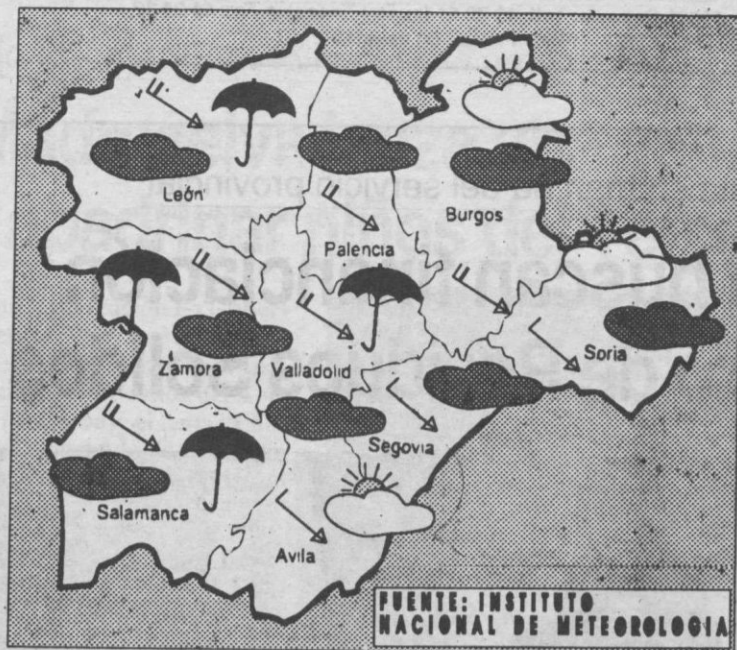 León
Burgos
Palencia
Zamora
Valladolid
Soria
Segovia
Salamanca
Avila
FUENTE: INSTITUTO
NACIONAL DE METEOROLOGIA